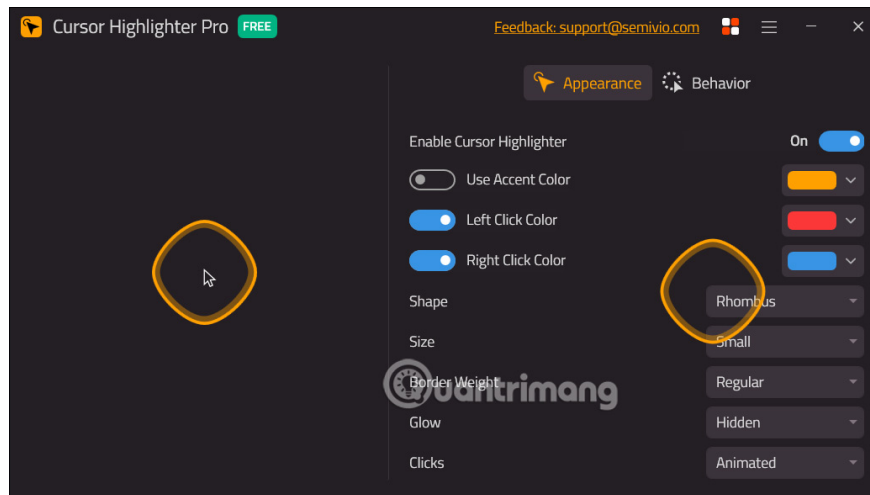 Cursor Highlighter Pro FREE
Feedback: support@semivio.com
Appearance Behavior
Enable Cursor Highlighter On
Use Accent Color
Left Click Color
Right Click Color
Shape Rhombus
Size Small
Border Weight Regular
Quantrimang
Glow Hidden
Clicks Animated